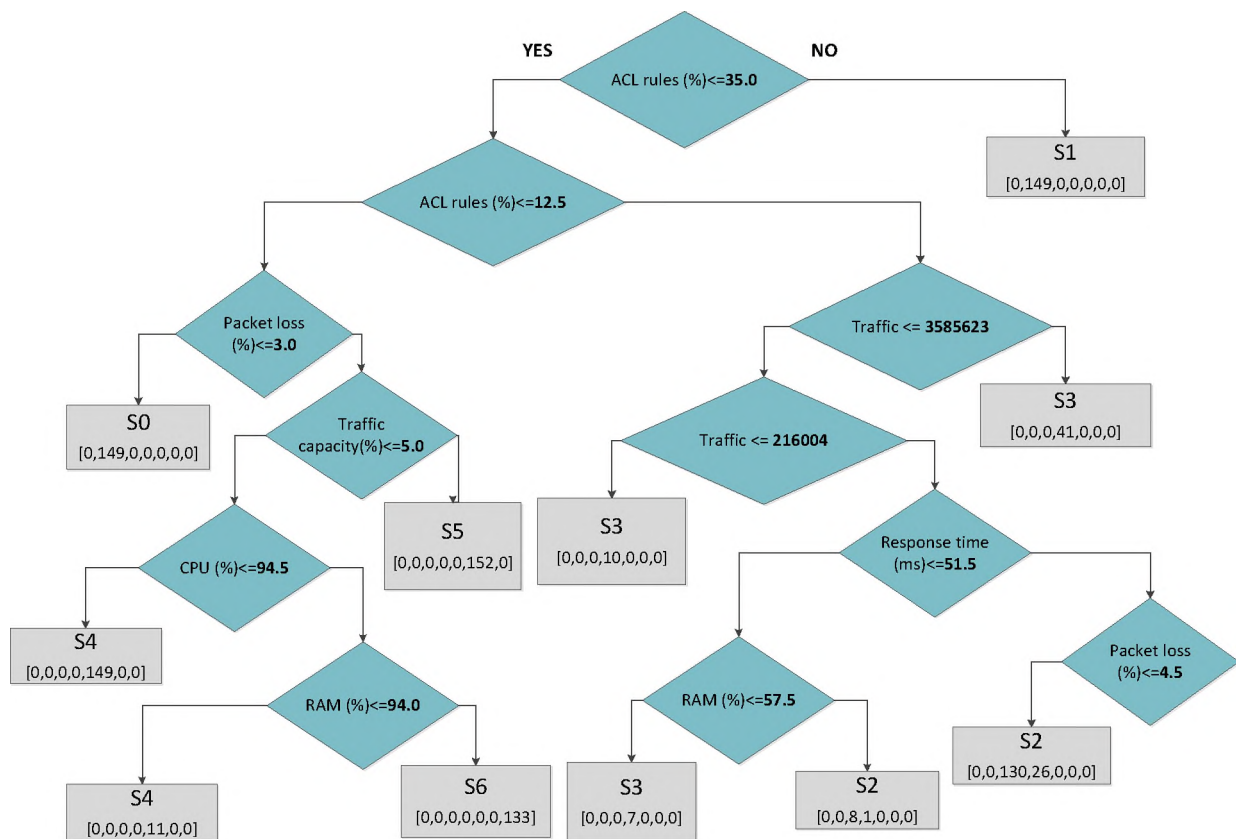 YES
NO
ACL rules (%)<=35.0
S1
[0,149,0,0,0,0,0]
ACL rules (%)<=12.5
Packet loss
(%)<=3.0
Traffic <= 3585623
S0
[0,149,0,0,0,0,0]
Traffic
capacity(%)<=5.0
Traffic <= 216004
S3
[0,0,0,41,0,0,0]
S5
[0,0,0,0,0,152,0]
S3
[0,0,0,10,0,0,0]
CPU (%)<=94.5
Response time
(ms)<=51.5
S4
[0,0,0,0,149,0,0]
Packet loss
(%)<=4.5
RAM (%)<=94.0
RAM (%)<=57.5
S2
[0,0,130,26,0,0,0]
S4
[0,0,0,0,11,0,0]
S6
[0,0,0,0,0,0,133]
S3
[0,0,0,7,0,0,0]
S2
[0,0,8,1,0,0,0]